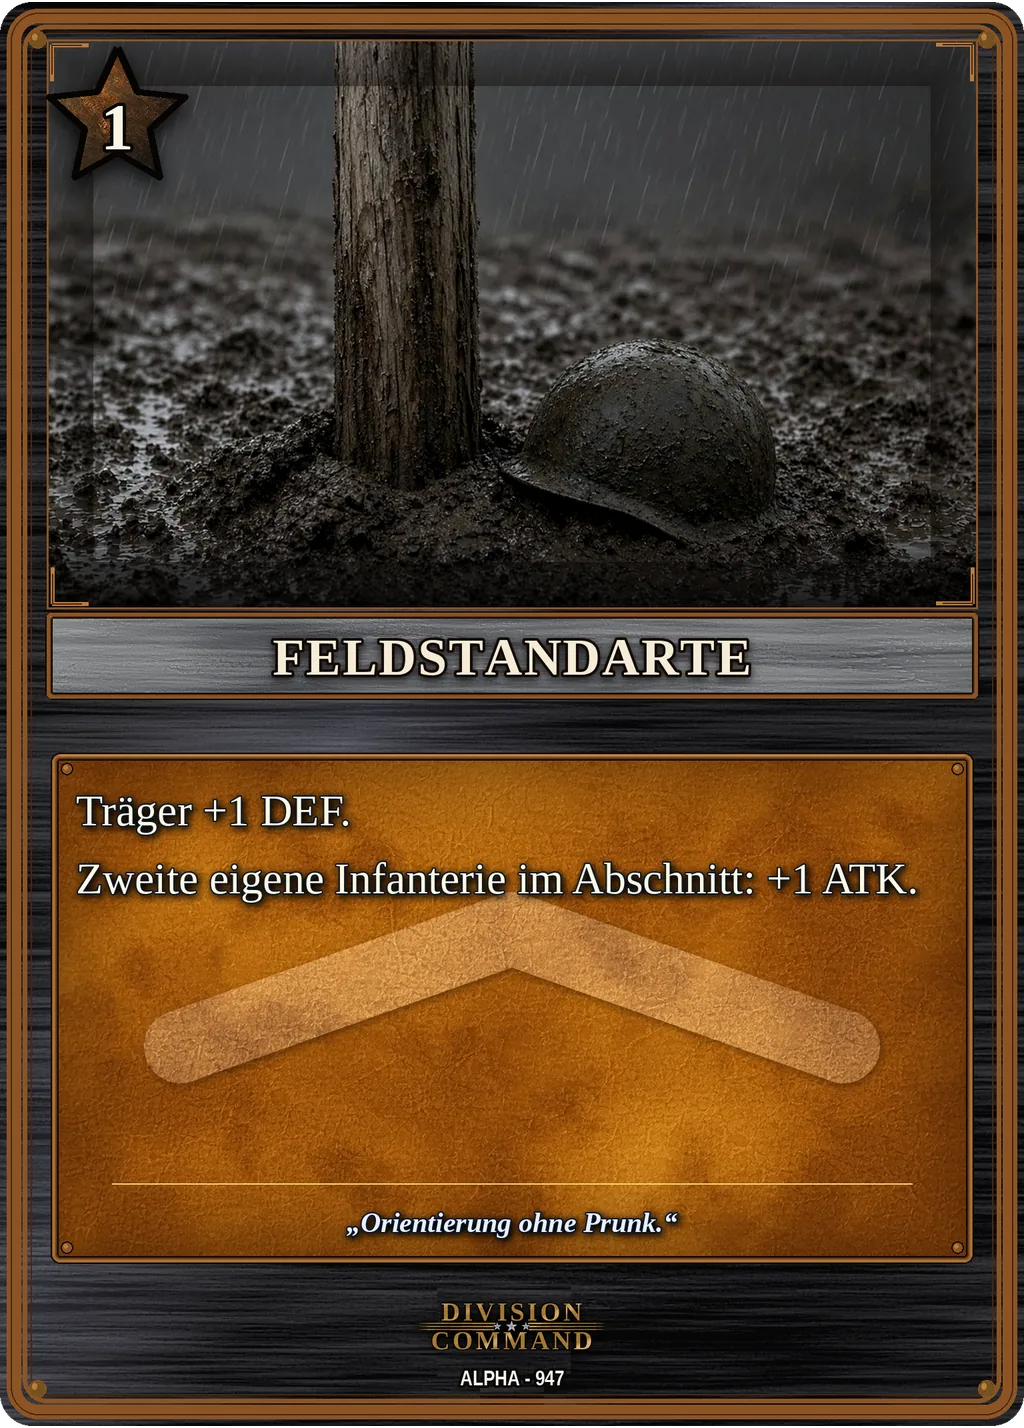 1
FELDSTANDARTE
Träger +1 DEF.
Zweite eigene Infanterie im Abschnitt: +1 ATK.
„Orientierung ohne Prunk.“
DIVISION
COMMAND
ALPHA - 947